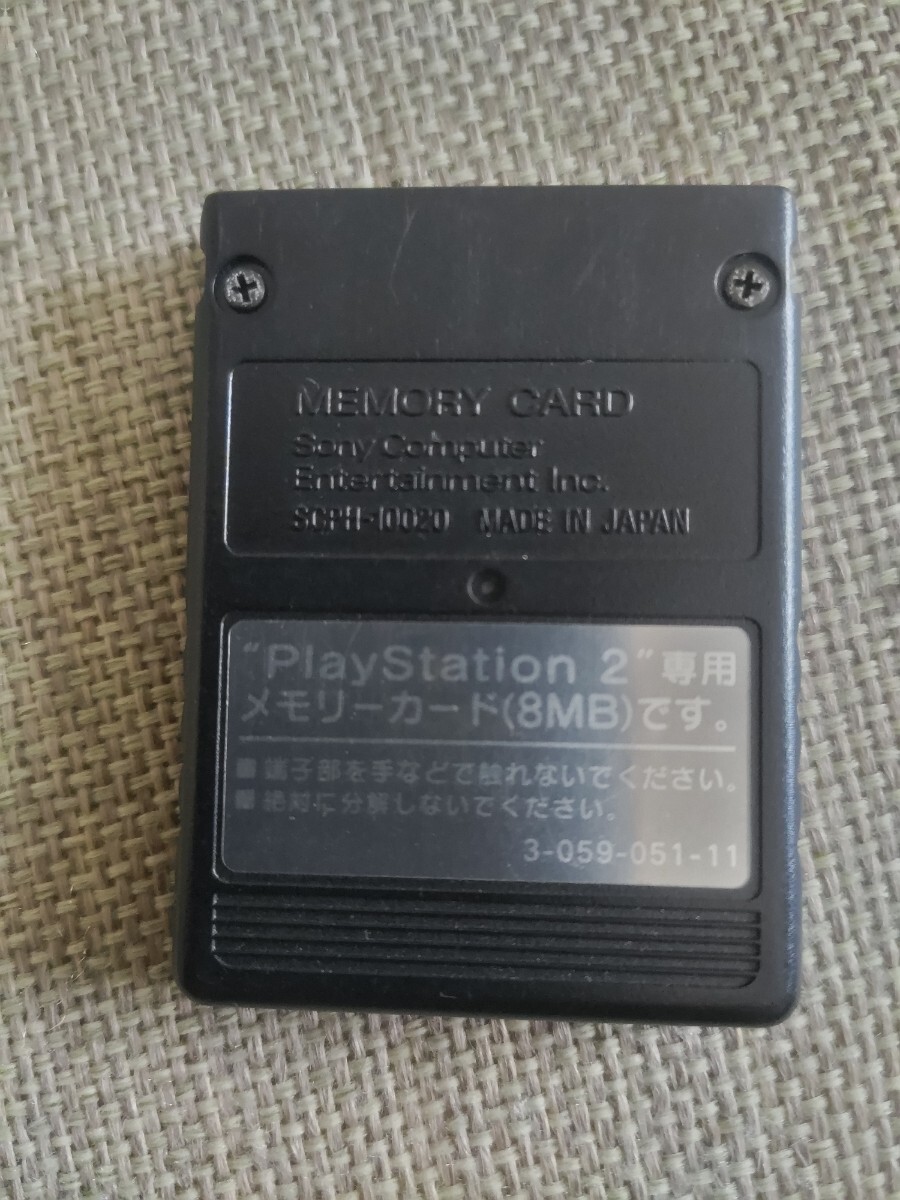 MEMORY CARD
Sony Computer
Entertainment Inc.
SCPH-10020 MADE IN JAPAN
"PlayStation 2"専用
メモリーカード(8MB)です。
■端子部を手などで触れないでください。
■絶対に分解しないでください。
3-059-051-11